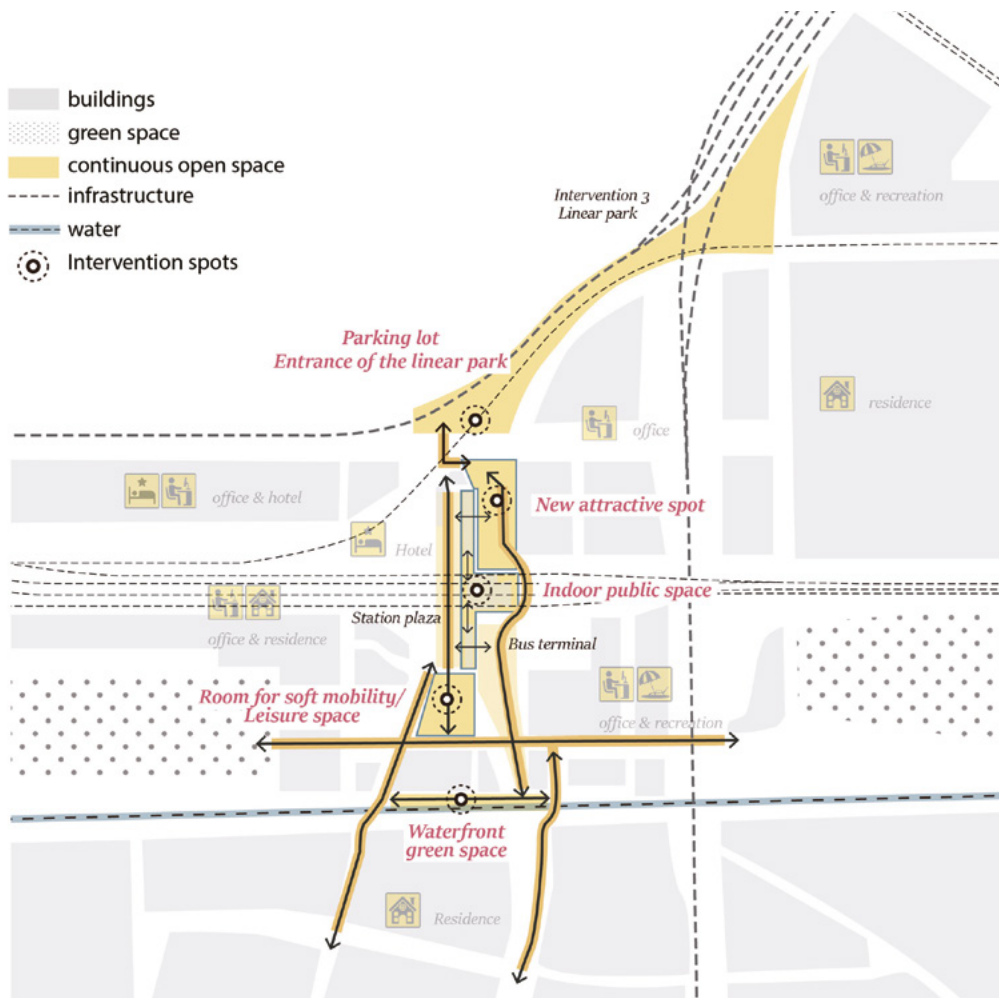 buildings
green space
continuous open space
infrastructure
water
Intervention spots
office & recreation
Intervention 3
Linear park
Parking lot
Entrance of the linear park
residence
office
office & hotel
New attractive spot
Hotel
Indoor public space
Station plaza
office & residence
Bus terminal
Room for soft mobility/
Leisure space
office & recreation
Waterfront
green space
Residence